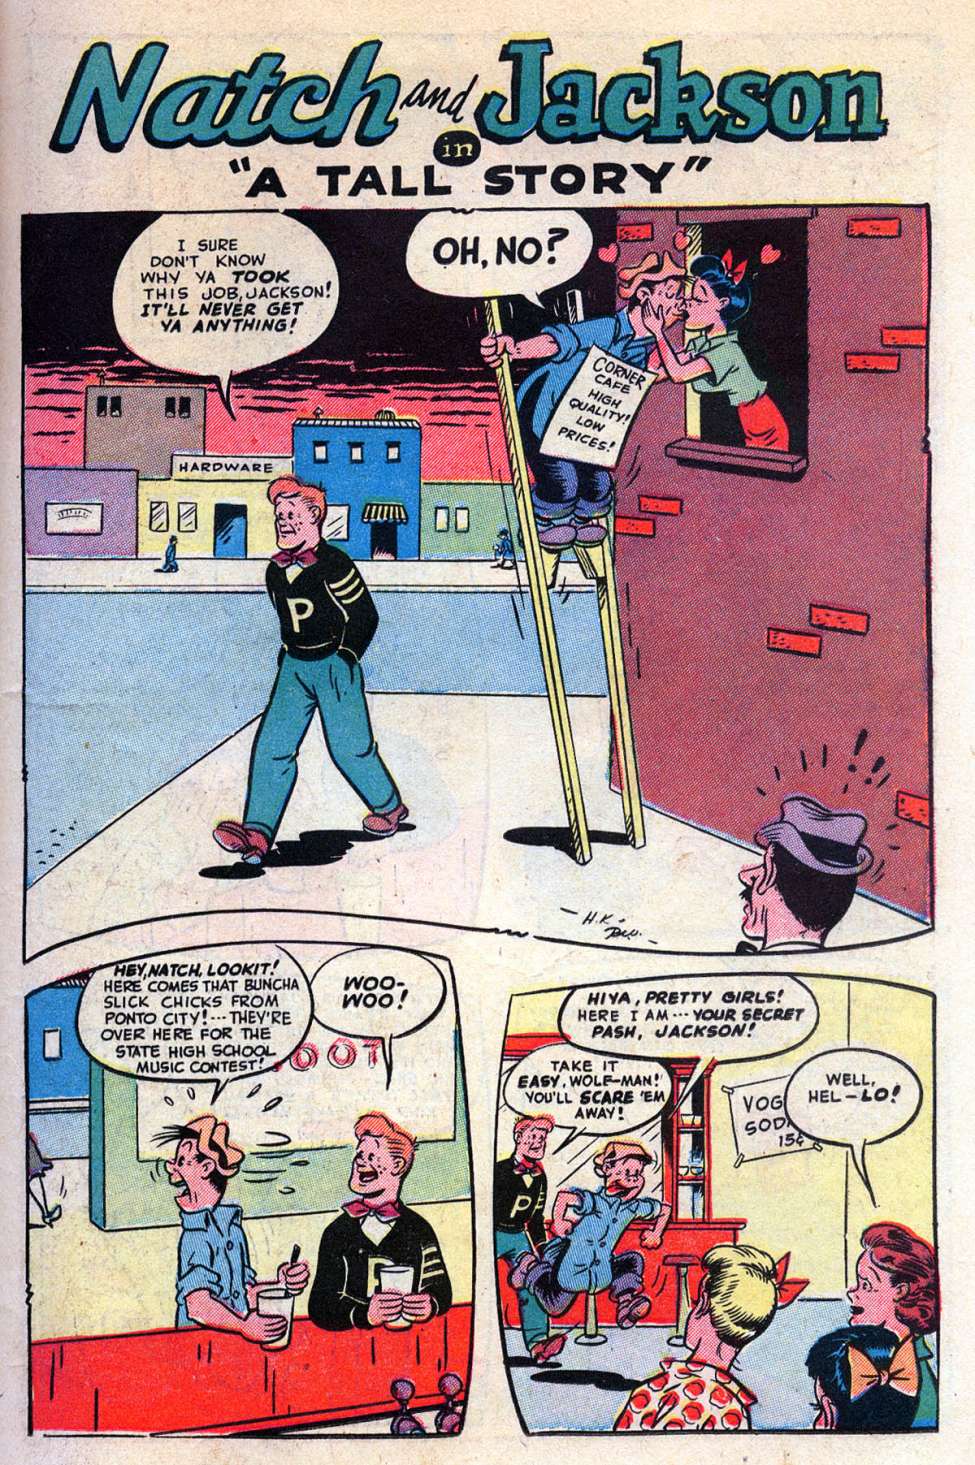 Natch and Jackson
in
"A TALL STORY"
I SURE
DON'T KNOW
WHY YA TOOK
THIS JOB, JACKSON!
IT'LL NEVER GET
YA ANYTHING!
OH, NO?
CORNER
CAFE
HIGH
QUALITY!
LOW
PRICES!
HARDWARE
P
-H.K-
HEY, NATCH, LOOKIT!
HERE COMES THAT BUNCHA
SLICK CHICKS FROM
PONTO CITY!--- THEY'RE
OVER HERE FOR THE
STATE HIGH SCHOOL
MUSIC CONTEST!
WOO-
WOO!
HIYA, PRETTY GIRLS!
HERE I AM--- YOUR SECRET
PASH, JACKSON!
TAKE IT
EASY, WOLF-MAN!
YOU'LL SCARE 'EM
AWAY!
WELL,
HEL-LO!
VOG
SOD
15¢
P